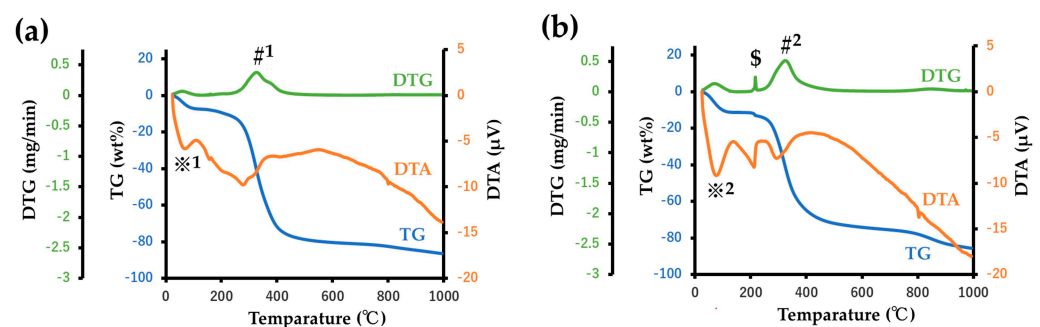 (a)
DTG (mg/min)
0.5
0
-0.5
-1
-1.5
-2
-2.5
-3
TG (wt%)
20
0
-20
-40
-60
-80
-100
#1
DTG
※1
DTA
TG
5
0
-5
-10
-15
-20
DTA (μV)
0 200 400 600 800 1000
Temparature (℃)
(b)
DTG (mg/min)
0.5
0
-0.5
-1
-1.5
-2
-2.5
-3
TG (wt%)
20
0
-20
-40
-60
-80
-100
$ #2
DTG
※2
DTA
TG
5
0
-5
-10
-15
-20
DTA (μV)
0 200 400 600 800 1000
Temparature (℃)